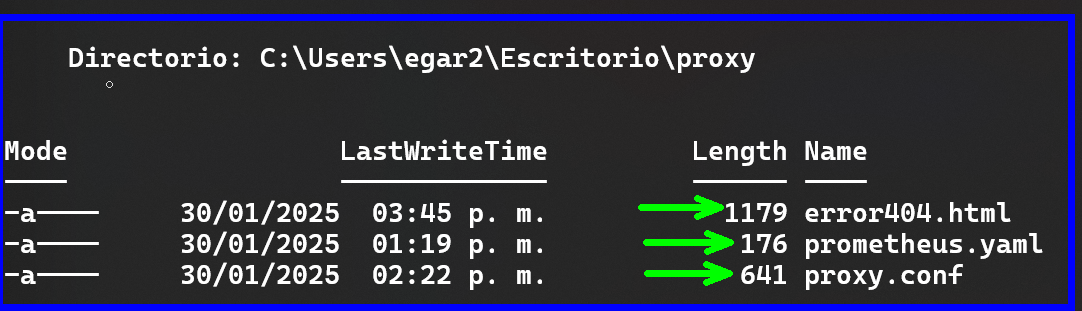 Directorio: C:\Users\egar2\Escritorio\proxy
Mode LastWriteTime Length Name
-a---- 30/01/2025 03:45 p. m. 1179 error404.html
-a---- 30/01/2025 01:19 p. m. 176 prometheus.yaml
-a---- 30/01/2025 02:22 p. m. 641 proxy.conf